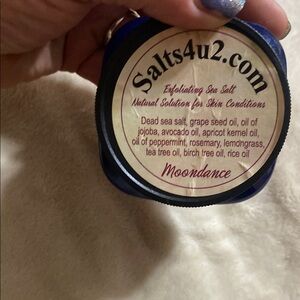 Salts4u2.com
Exfoliating Sea Salt
Natural Solution for Skin Conditions
Dead sea salt, grape seed oil, oil of
jojoba, avocado oil, apricot kernel oil,
oil of peppermint, rosemary, lemongrass,
tea tree oil, birch tree oil, rice oil
Moondance